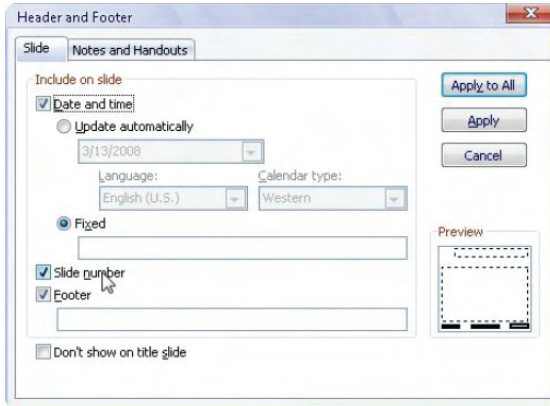 Header and Footer
Slide
Notes and Handouts
Include on slide
Date and time
Update automatically
3/13/2008
Language:
Calendar type:
English (U.S.)
Western
Fixed
Slide number
Footer
Don't show on title slide
Apply to All
Apply
Cancel
Preview